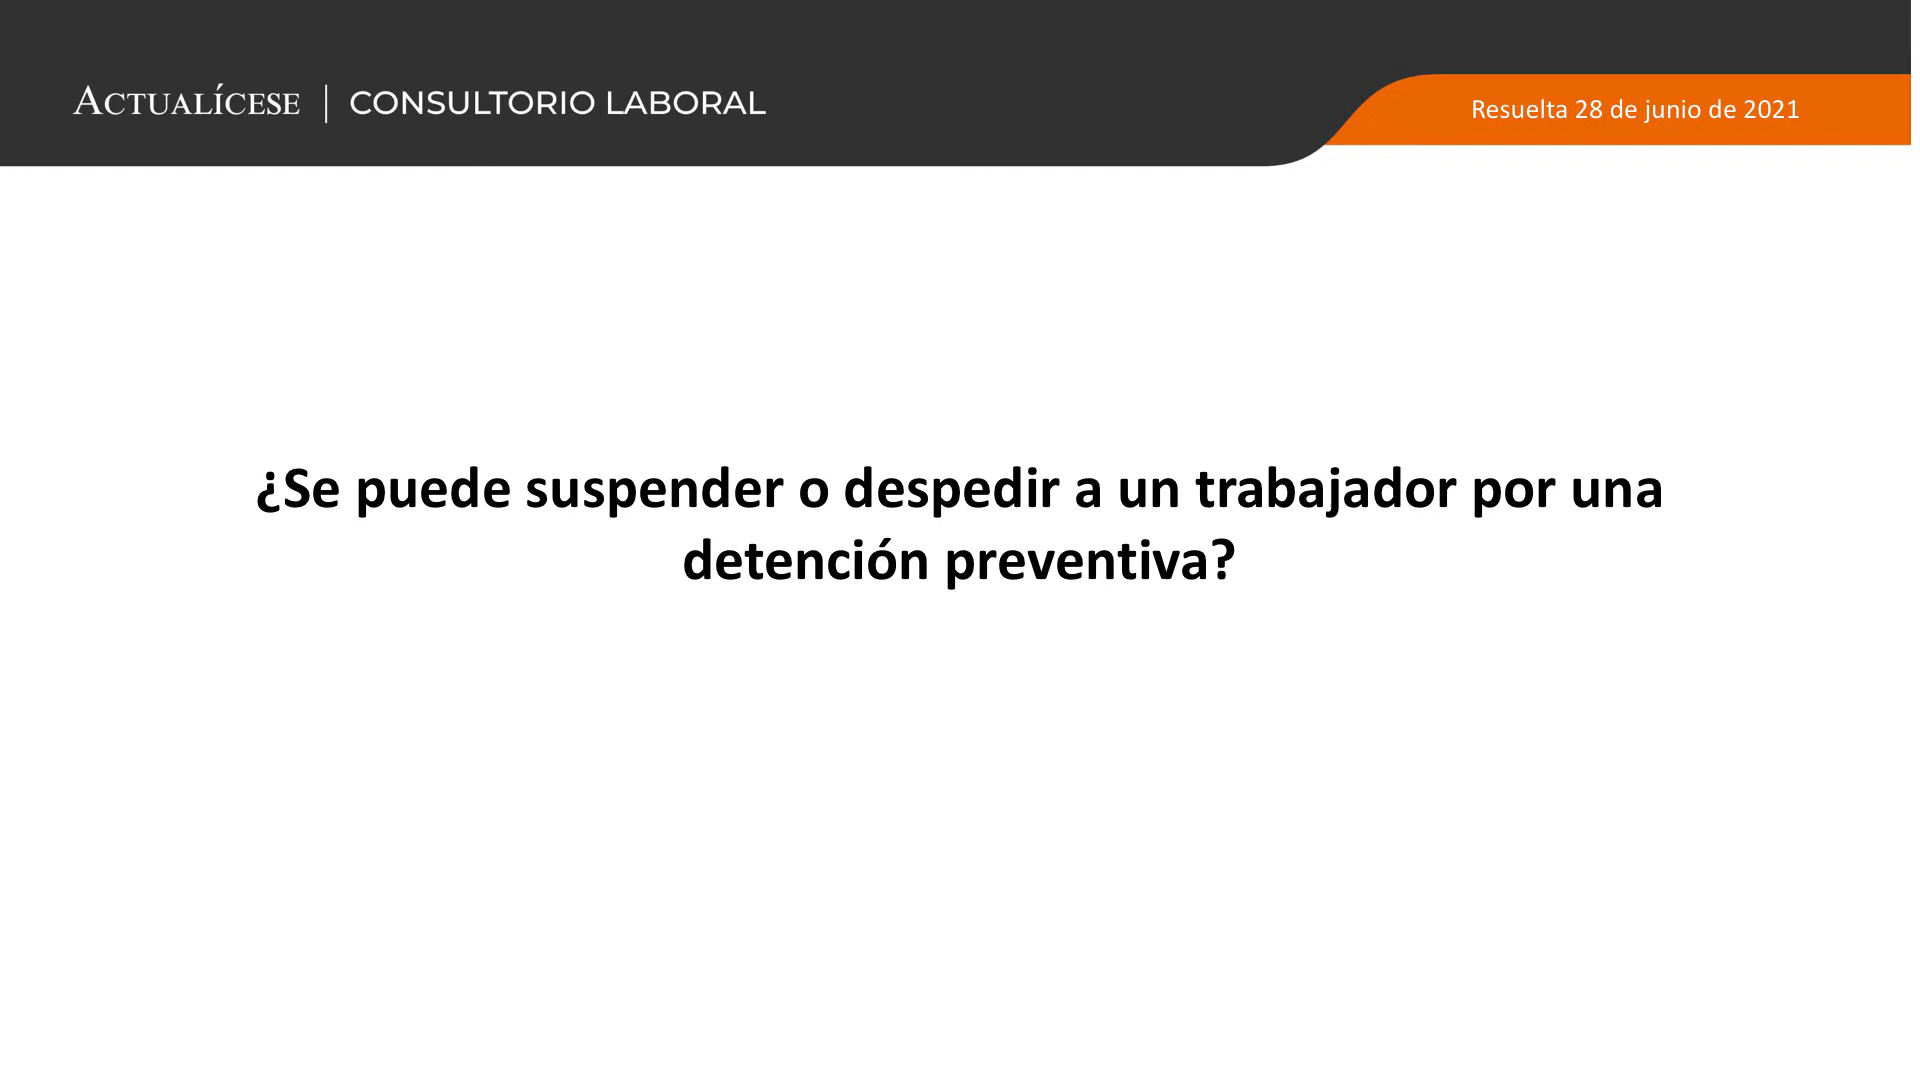 ACTUALÍCESE | CONSULTORIO LABORAL
Resuelta 28 de junio de 2021
¿Se puede suspender o despedir a un trabajador por una
detención preventiva?